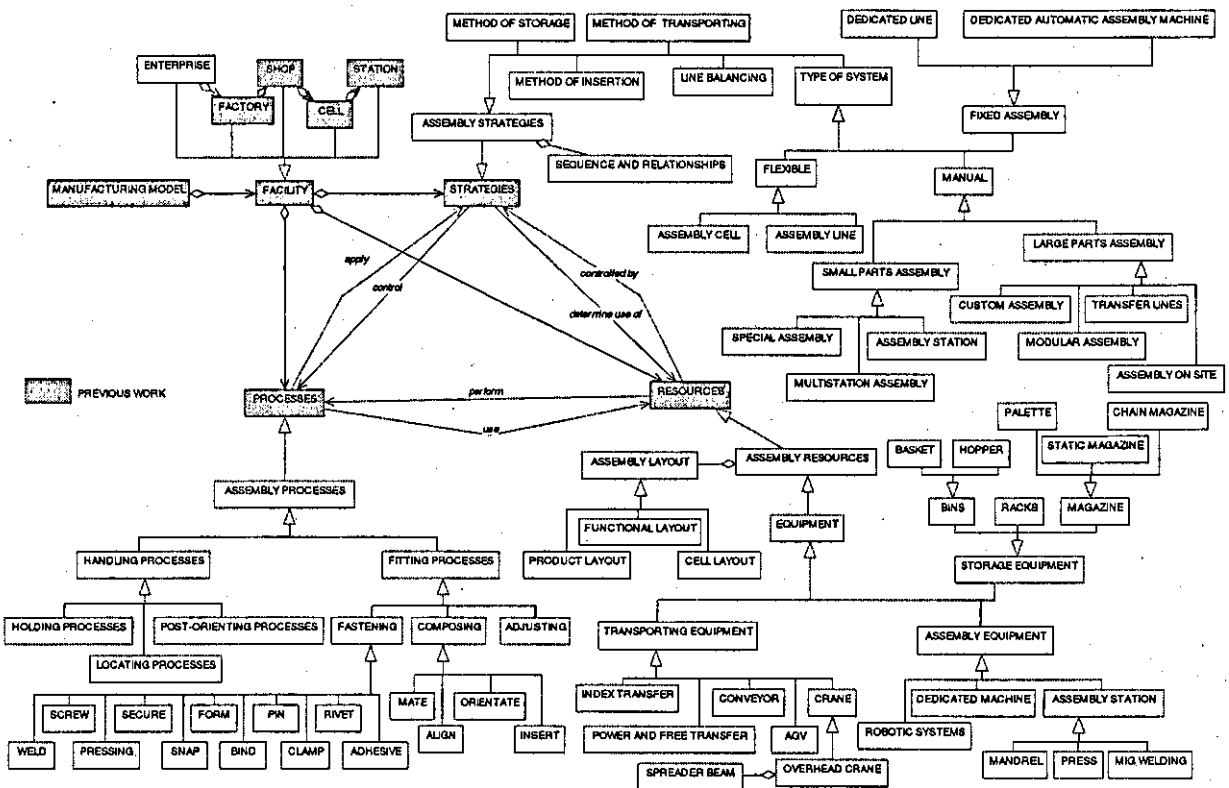 METHOD OF STORAGE
METHOD OF TRANSPORTING
DEDICATED LINE
DEDICATED AUTOMATIC ASSEMBLY MACHINE
ENTERPRISE
SHOP
STATION
METHOD OF INSERTION
LINE BALANCING
TYPE OF SYSTEM
FACTORY
CELL
ASSEMBLY STRATEGIES
FIXED ASSEMBLY
SEQUENCE AND RELATIONSHIPS
FLEXIBLE
MANUAL
MANUFACTURING MODEL
FACILITY
STRATEGIES
ASSEMBLY CELL
ASSEMBLY LINE
LARGE PARTS ASSEMBLY
apply
control
controlled by
determine use of
SMALL PARTS ASSEMBLY
CUSTOM ASSEMBLY
TRANSFER LINES
SPECIAL ASSEMBLY
ASSEMBLY STATION
MODULAR ASSEMBLY
MULTISTATION ASSEMBLY
ASSEMBLY ON SITE
PREVIOUS WORK
PROCESSES
perform
RESOURCES
use
PALETTE
CHAIN MAGAZINE
BASKET
HOPPER
STATIC MAGAZINE
ASSEMBLY LAYOUT
ASSEMBLY RESOURCES
ASSEMBLY PROCESSES
BINS
RACKS
MAGAZINE
FUNCTIONAL LAYOUT
EQUIPMENT
PRODUCT LAYOUT
CELL LAYOUT
STORAGE EQUIPMENT
HANDLING PROCESSES
FITTING PROCESSES
HOLDING PROCESSES
POST-ORIENTING PROCESSES
FASTENING
COMPOSING
ADJUSTING
TRANSPORTING EQUIPMENT
ASSEMBLY EQUIPMENT
LOCATING PROCESSES
INDEX TRANSFER
CONVEYOR
CRANE
DEDICATED MACHINE
ASSEMBLY STATION
SCREW
SECURE
FORM
PIN
RIVET
MATE
ORIENTATE
WELD
PRESSING
SNAP
BIND
CLAMP
ADHESIVE
ALIGN
INSERT
POWER AND FREE TRANSFER
AGV
ROBOTIC SYSTEMS
SPREADER BEAM
OVERHEAD CRANE
MANDREL
PRESS
MIG WELDING